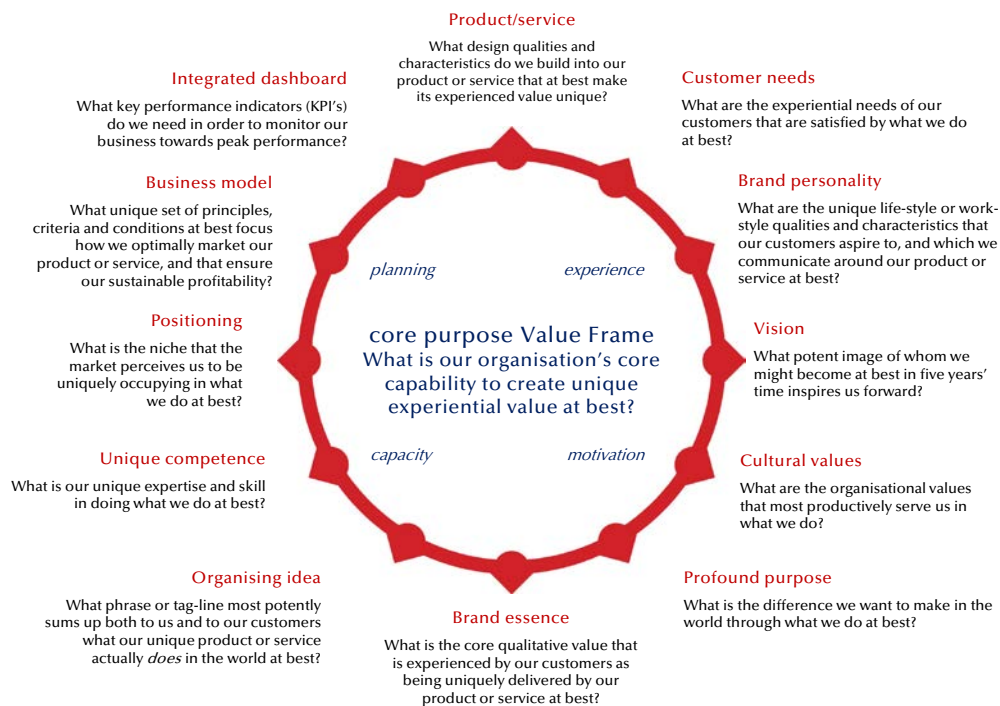 Product/service
What design qualities and
characteristics do we build into our
product or service that at best make
its experienced value unique?
Customer needs
What are the experiential needs of our
customers that are satisfied by what we do
at best?
Brand personality
What are the unique life-style or work-
style qualities and characteristics that
our customers aspire to, and which we
communicate around our product or
service at best?
Vision
What potent image of whom we
might become at best in five years’
time inspires us forward?
Cultural values
What are the organisational values
that most productively serve us in
what we do?
Profound purpose
What is the difference we want to make in the
world through what we do at best?
Brand essence
What is the core qualitative value that
is experienced by our customers as
being uniquely delivered by our
product or service at best?
Organising idea
What phrase or tag-line most potently
sums up both to us and to our customers
what our unique product or service
actually does in the world at best?
Unique competence
What is our unique expertise and skill
in doing what we do at best?
Positioning
What is the niche that the
market perceives us to be
uniquely occupying in what
we do at best?
Business model
What unique set of principles,
criteria and conditions at best focus
how we optimally market our
product or service, and that ensure
our sustainable profitability?
Integrated dashboard
What key performance indicators (KPI’s)
do we need in order to monitor our
business towards peak performance?
planning
experience
core purpose Value Frame
What is our organisation’s core
capability to create unique
experiential value at best?
capacity
motivation